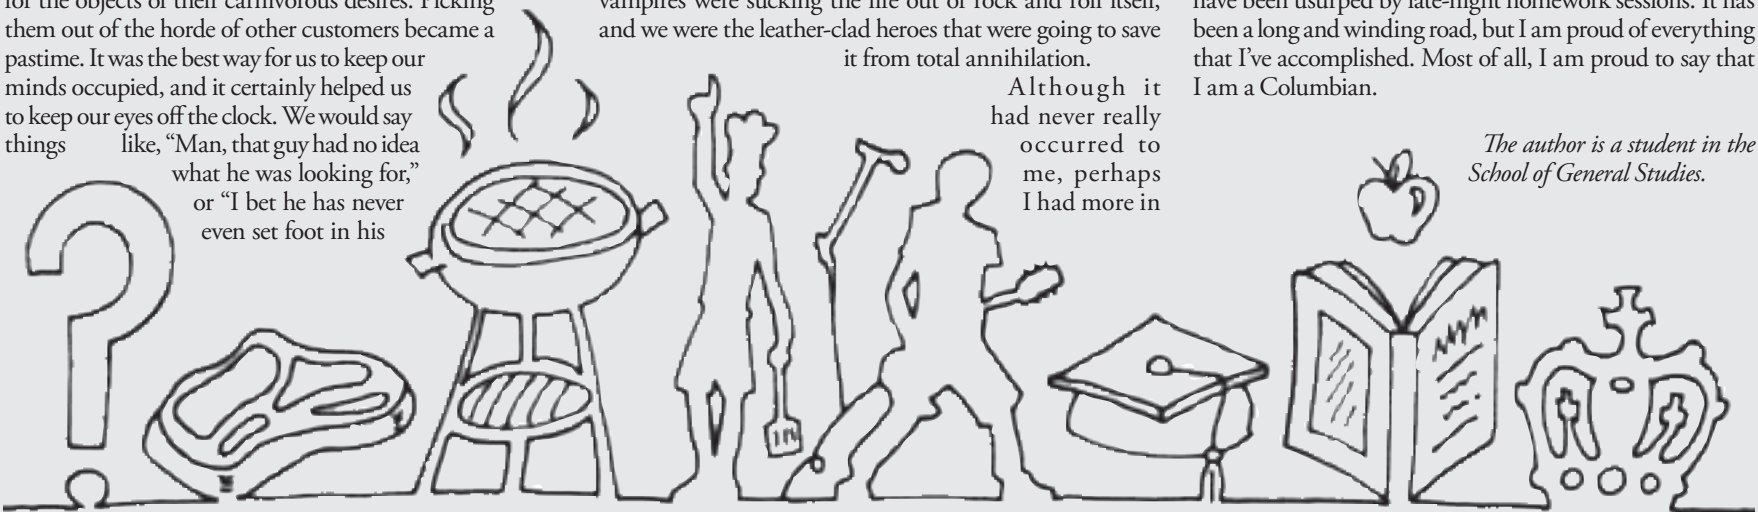 for the objects of their carnivorous desires. Picking
them out of the horde of other customers became a
pastime. It was the best way for us to keep our
minds occupied, and it certainly helped us
to keep our eyes off the clock. We would say
things like, “Man, that guy had no idea
what he was looking for,”
or “I bet he has never
even set foot in his
vampires were sucking the life out of rock and roll itself,
and we were the leather-clad heroes that were going to save
it from total annihilation.
Although it
had never really
occurred to
me, perhaps
I had more in
have been usurped by late-night homework sessions. It has
been a long and winding road, but I am proud of everything
that I’ve accomplished. Most of all, I am proud to say that
I am a Columbian.
The author is a student in the
School of General Studies.